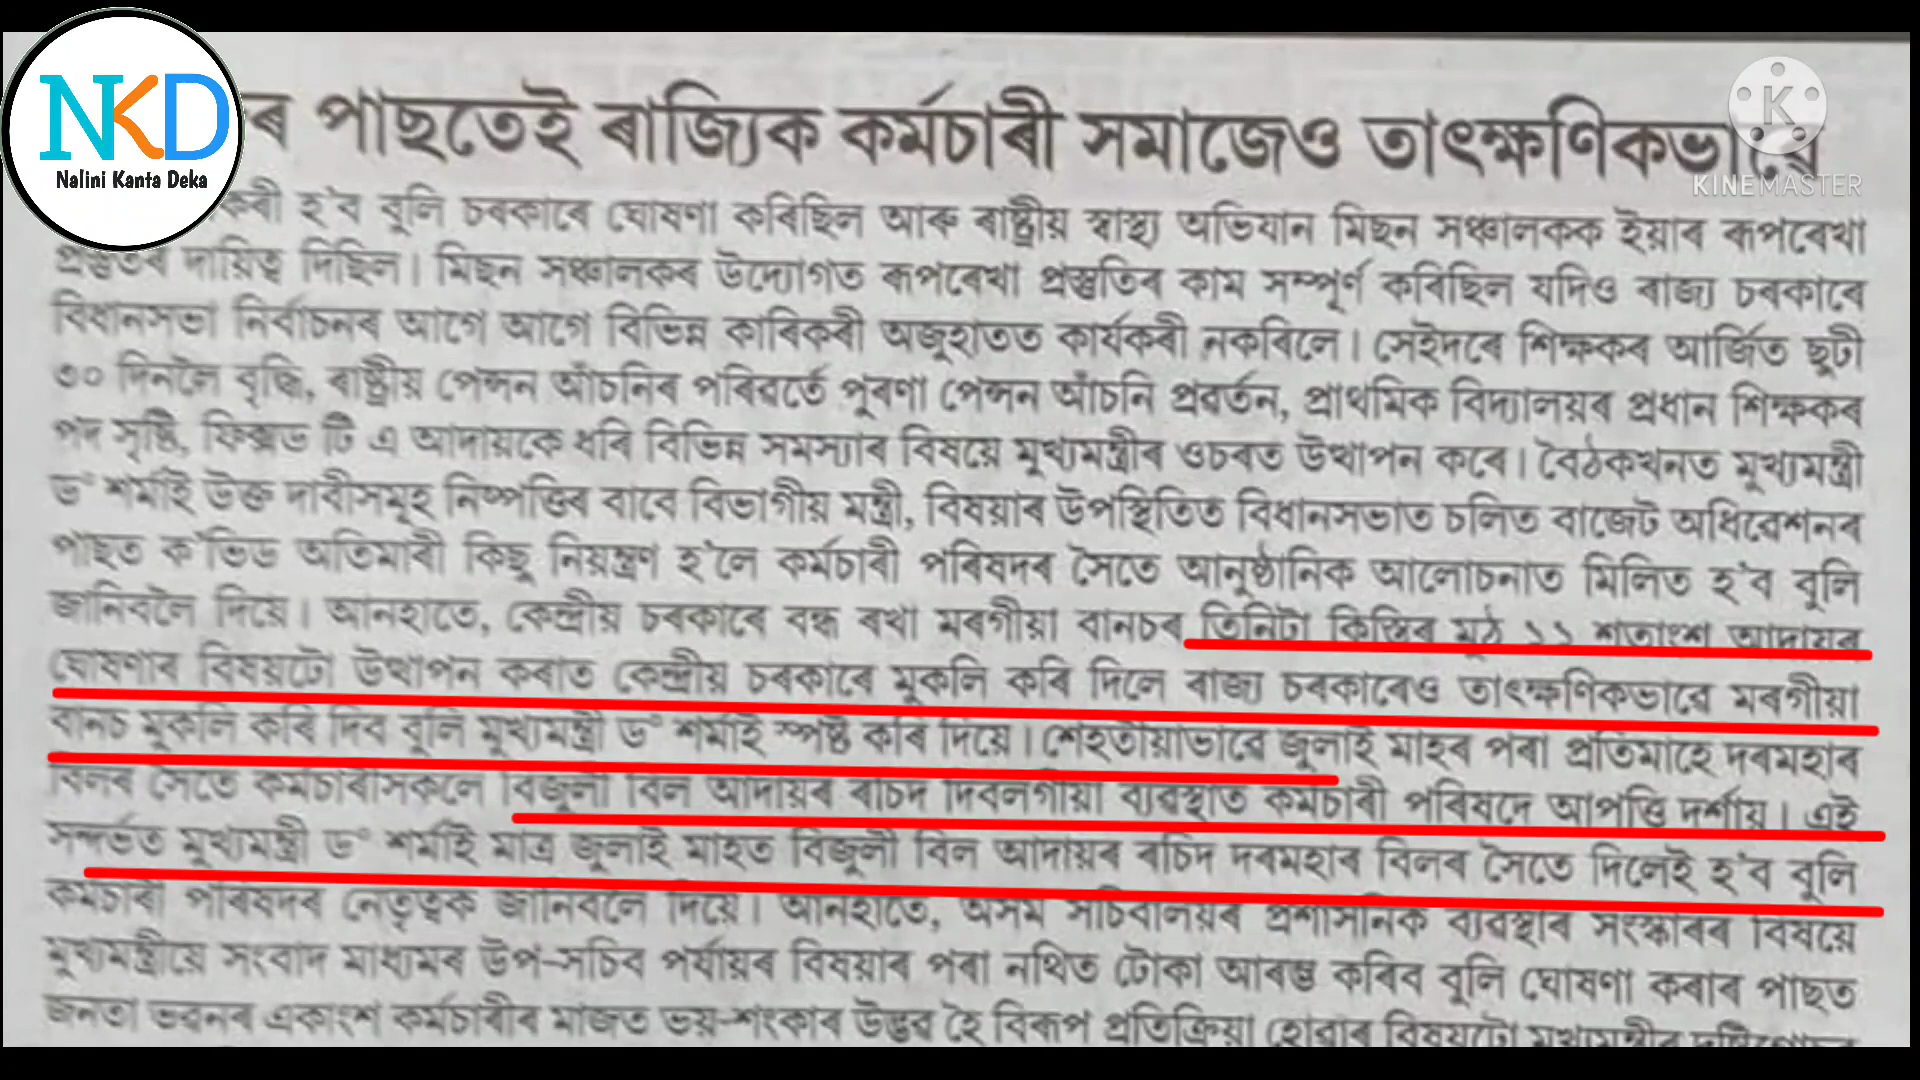 NKD
Nalini Kanta Deka
KINEMASTER
ৰ পাছতেই ৰাজ্যিক কৰ্মচাৰী সমাজেও তাৎক্ষণিকভাৱে
কৰী হ'ব বুলি চৰকাৰে ঘোষণা কৰিছিল আৰু ৰাষ্ট্ৰীয় স্বাস্থ্য অভিযান মিছন সঞ্চালকক ইয়াৰ ৰূপৰেখা
প্ৰস্তুতৰ দায়িত্ব দিছিল। মিছন সঞ্চালকৰ উদ্যোগত ৰূপৰেখা প্ৰস্তুতিৰ কাম সম্পূৰ্ণ কৰিছিল যদিও ৰাজ্য চৰকাৰে
বিধানসভা নিৰ্বাচনৰ আগে আগে বিভিন্ন কাৰিকৰী অজুহাতত কাৰ্যকৰী নকৰিলে। সেইদৰে শিক্ষকৰ আৰ্জিত ছুটী
৩০ দিনলৈ বৃদ্ধি, ৰাষ্ট্ৰীয় পেন্সন আঁচনিৰ পৰিৱৰ্তে পুৰণা পেন্সন আঁচনি প্ৰৱৰ্তন, প্ৰাথমিক বিদ্যালয়ৰ প্ৰধান শিক্ষকৰ
পদ সৃষ্টি, ফিক্সড টি এ আদায়কে ধৰি বিভিন্ন সমস্যাৰ বিষয়ে মুখ্যমন্ত্ৰীৰ ওচৰত উত্থাপন কৰে। বৈঠকখনত মুখ্যমন্ত্ৰী
ড° শৰ্মাই উক্ত দাবীসমূহ নিষ্পত্তিৰ বাবে বিভাগীয় মন্ত্ৰী, বিষয়াৰ উপস্থিতিত বিধানসভাত চলিত বাজেট অধিৱেশনৰ
পাছত ক'ভিড অতিমাৰী কিছু নিয়ন্ত্ৰণ হ'লে কৰ্মচাৰী পৰিষদৰ সৈতে আনুষ্ঠানিক আলোচনাত মিলিত হ'ব বুলি
জানিবলৈ দিয়ে। আনহাতে, কেন্দ্ৰীয় চৰকাৰে বন্ধ ৰখা মৰগীয়া বানচৰ তিনিটা কিস্তিৰ মুঠ ১১ শতাংশ আদায়ৰ
ঘোষণাৰ বিষয়টো উত্থাপন কৰাত কেন্দ্ৰীয় চৰকাৰে মুকলি কৰি দিলে ৰাজ্য চৰকাৰেও তাৎক্ষণিকভাৱে মৰগীয়া
বানচ মুকলি কৰি দিব বুলি মুখ্যমন্ত্ৰী ড° শৰ্মাই স্পষ্ট কৰি দিয়ে। শেহতীয়াভাৱে জুলাই মাহৰ পৰা প্ৰতিমাহে দৰমহাৰ
বিলৰ সৈতে কৰ্মচাৰীসকলে বিজুলী বিল আদায়ৰ ৰচিদ দিবলগীয়া ব্যৱস্থাত কৰ্মচাৰী পৰিষদে আপত্তি দৰ্শায়। এই
সন্দৰ্ভত মুখ্যমন্ত্ৰী ড° শৰ্মাই মাত্ৰ জুলাই মাহত বিজুলী বিল আদায়ৰ ৰচিদ দৰমহাৰ বিলৰ সৈতে দিলেই হ'ব বুলি
কৰ্মচাৰী পৰিষদৰ নেতৃত্বক জানিবলৈ দিয়ে। আনহাতে, অসম সচিবালয়ৰ প্ৰশাসনিক ব্যৱস্থাৰ সংস্কাৰৰ বিষয়ে
মুখ্যমন্ত্ৰীয়ে সংবাদ মাধ্যমৰ উপ-সচিব পৰ্যায়ৰ বিষয়াৰ পৰা নথিত টোকা আৰম্ভ কৰিব বুলি ঘোষণা কৰাৰ পাছত
জনতা ভৱনৰ একাংশ কৰ্মচাৰীৰ মাজত ভয়-শংকাৰ উদ্ভৱ হৈ বিৰূপ প্ৰতিক্ৰিয়া হোৱাৰ বিষয়টো মুখ্যমন্ত্ৰীৰ